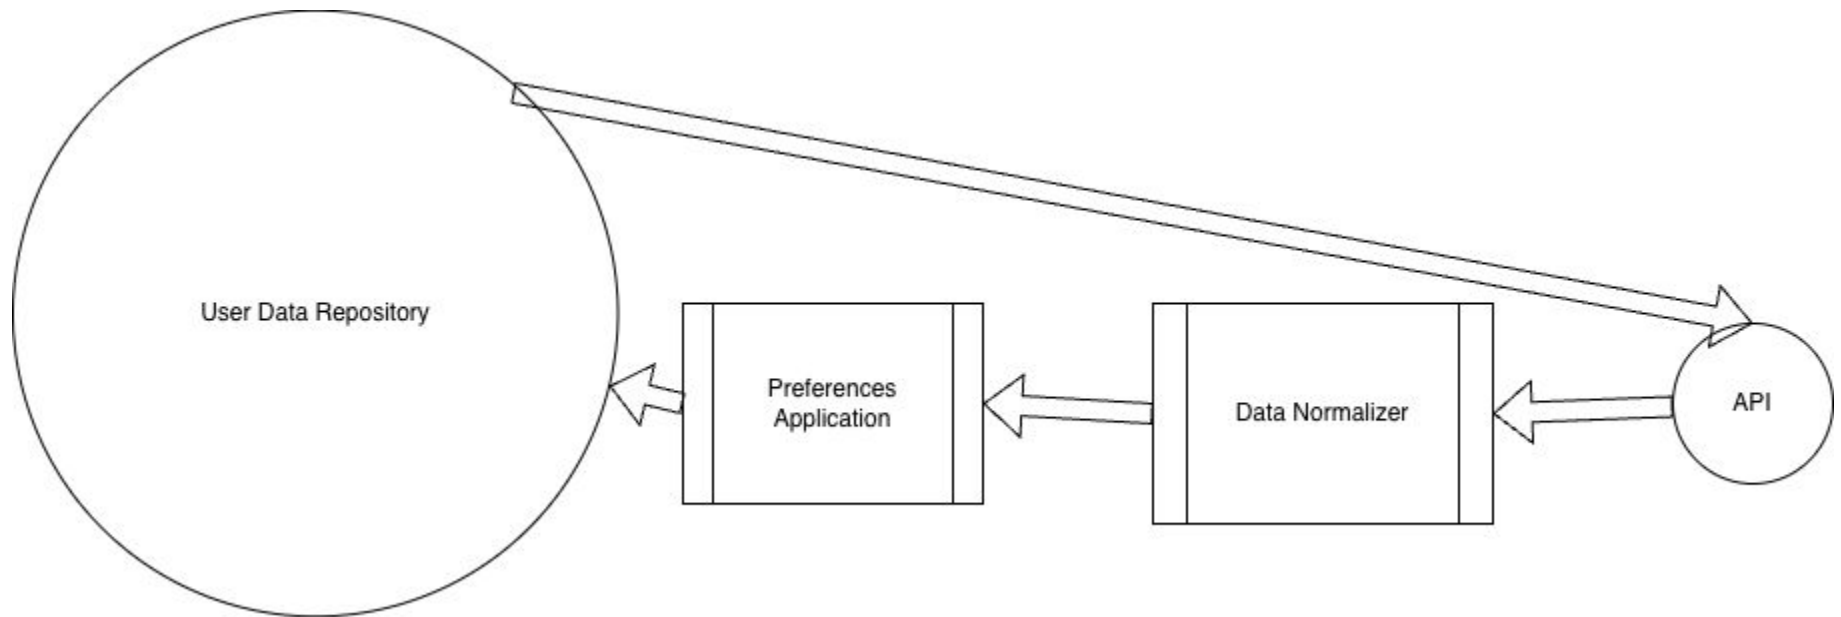 User Data Repository
Preferences
Application
Data Normalizer
API